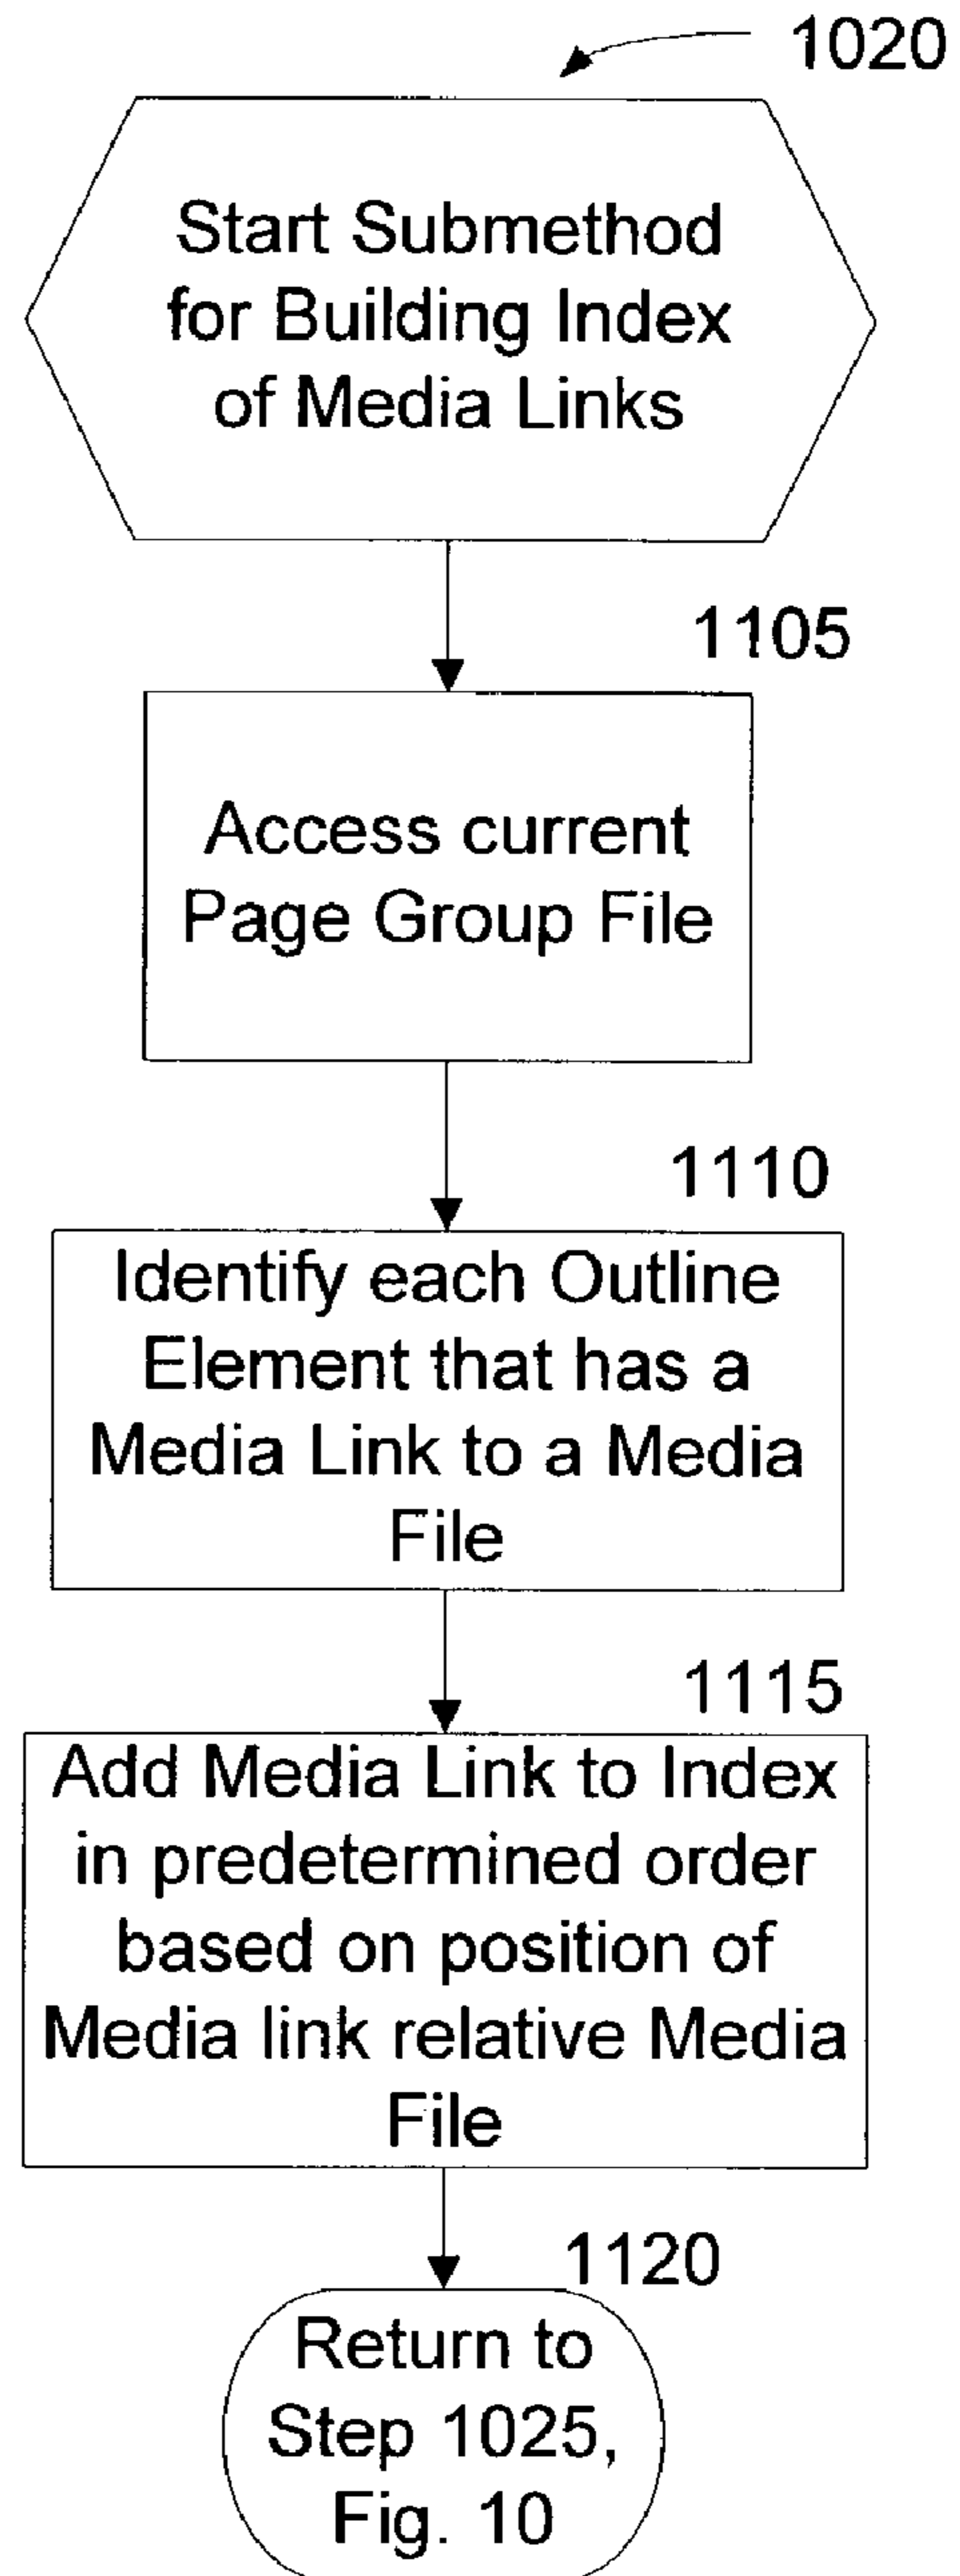 1020
Start Submethod
for Building Index
of Media Links
1105
Access current
Page Group File
1110
Identify each Outline
Element that has a
Media Link to a Media
File
1115
Add Media Link to Index
in predetermined order
based on position of
Media link relative Media
File
1120
Return to
Step 1025,
Fig. 10